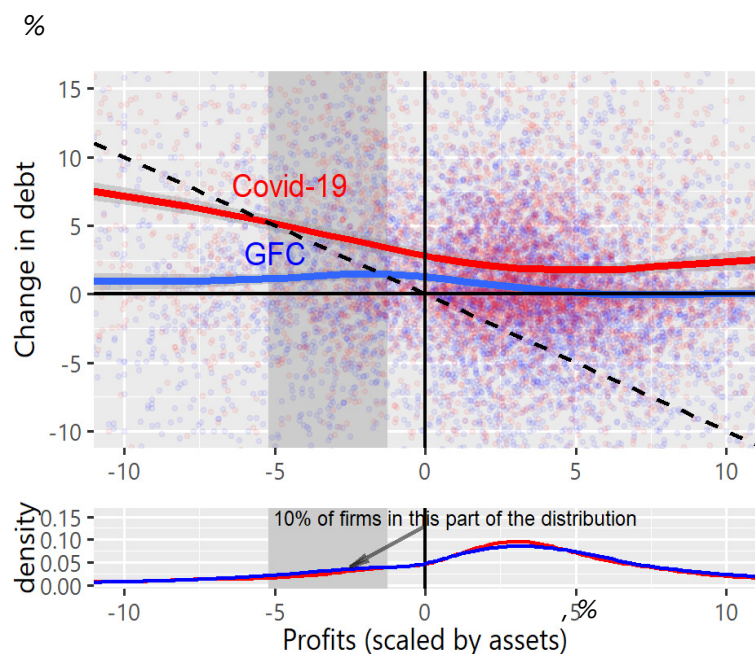 %
15
10
5
0
-5
-10
Change in debt
Covid-19
GFC
-10 -5 0 5 10
density
0.15
0.10
0.05
0.00
10% of firms in this part of the distribution
-10 -5 0 5 10
Profits (scaled by assets) , %